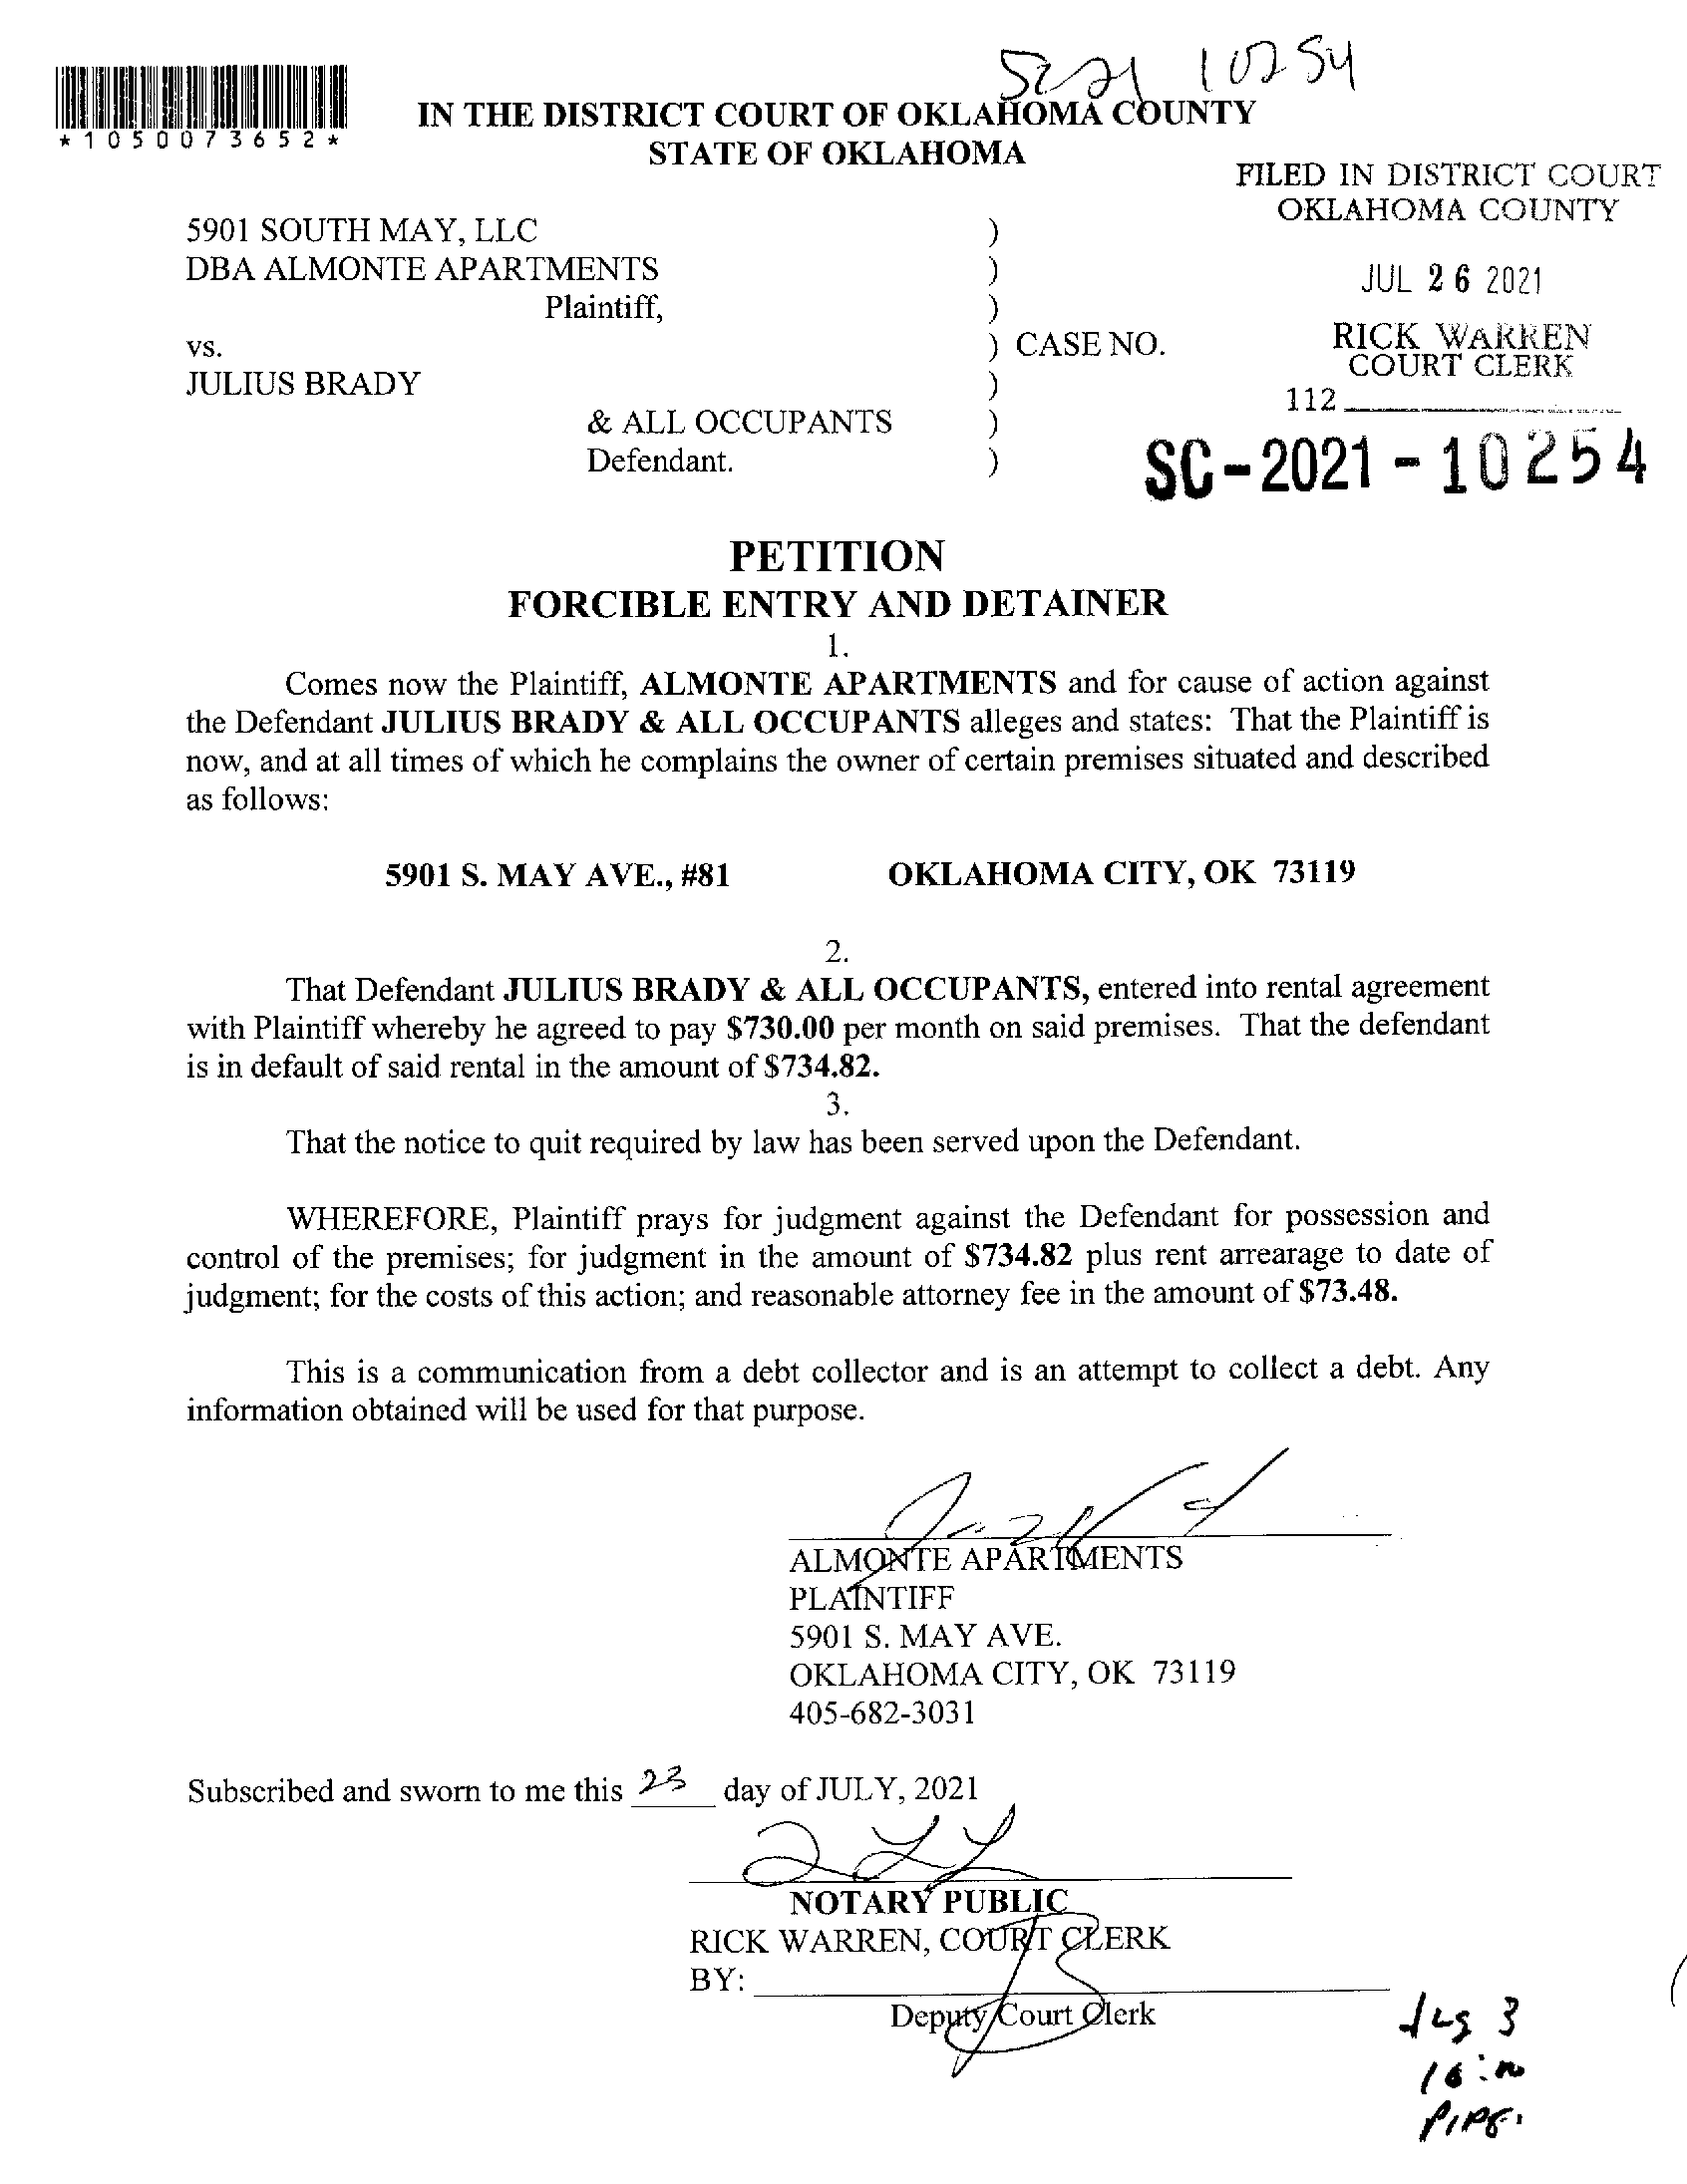 SC21 10254
*1050073652*
IN THE DISTRICT COURT OF OKLAHOMA COUNTY
STATE OF OKLAHOMA
FILED IN DISTRICT COURT
OKLAHOMA COUNTY
JUL 26 2021
RICK WARREN
COURT CLERK
112
5901 SOUTH MAY, LLC )
DBA ALMONTE APARTMENTS )
Plaintiff, )
vs. ) CASE NO.
JULIUS BRADY )
& ALL OCCUPANTS )
Defendant. )
SC-2021-10254
PETITION
FORCIBLE ENTRY AND DETAINER
1.
Comes now the Plaintiff, ALMONTE APARTMENTS and for cause of action against
the Defendant JULIUS BRADY & ALL OCCUPANTS alleges and states: That the Plaintiff is
now, and at all times of which he complains the owner of certain premises situated and described
as follows:
5901 S. MAY AVE., #81 OKLAHOMA CITY, OK 73119
2.
That Defendant JULIUS BRADY & ALL OCCUPANTS, entered into rental agreement
with Plaintiff whereby he agreed to pay $730.00 per month on said premises. That the defendant
is in default of said rental in the amount of $734.82.
3.
That the notice to quit required by law has been served upon the Defendant.
WHEREFORE, Plaintiff prays for judgment against the Defendant for possession and
control of the premises; for judgment in the amount of $734.82 plus rent arrearage to date of
judgment; for the costs of this action; and reasonable attorney fee in the amount of $73.48.
This is a communication from a debt collector and is an attempt to collect a debt. Any
information obtained will be used for that purpose.
ALMONTE APARTMENTS
PLAINTIFF
5901 S. MAY AVE.
OKLAHOMA CITY, OK 73119
405-682-3031
Subscribed and sworn to me this 23 day of JULY, 2021
NOTARY PUBLIC
RICK WARREN, COURT CLERK
BY:
Deputy Court Clerk
3